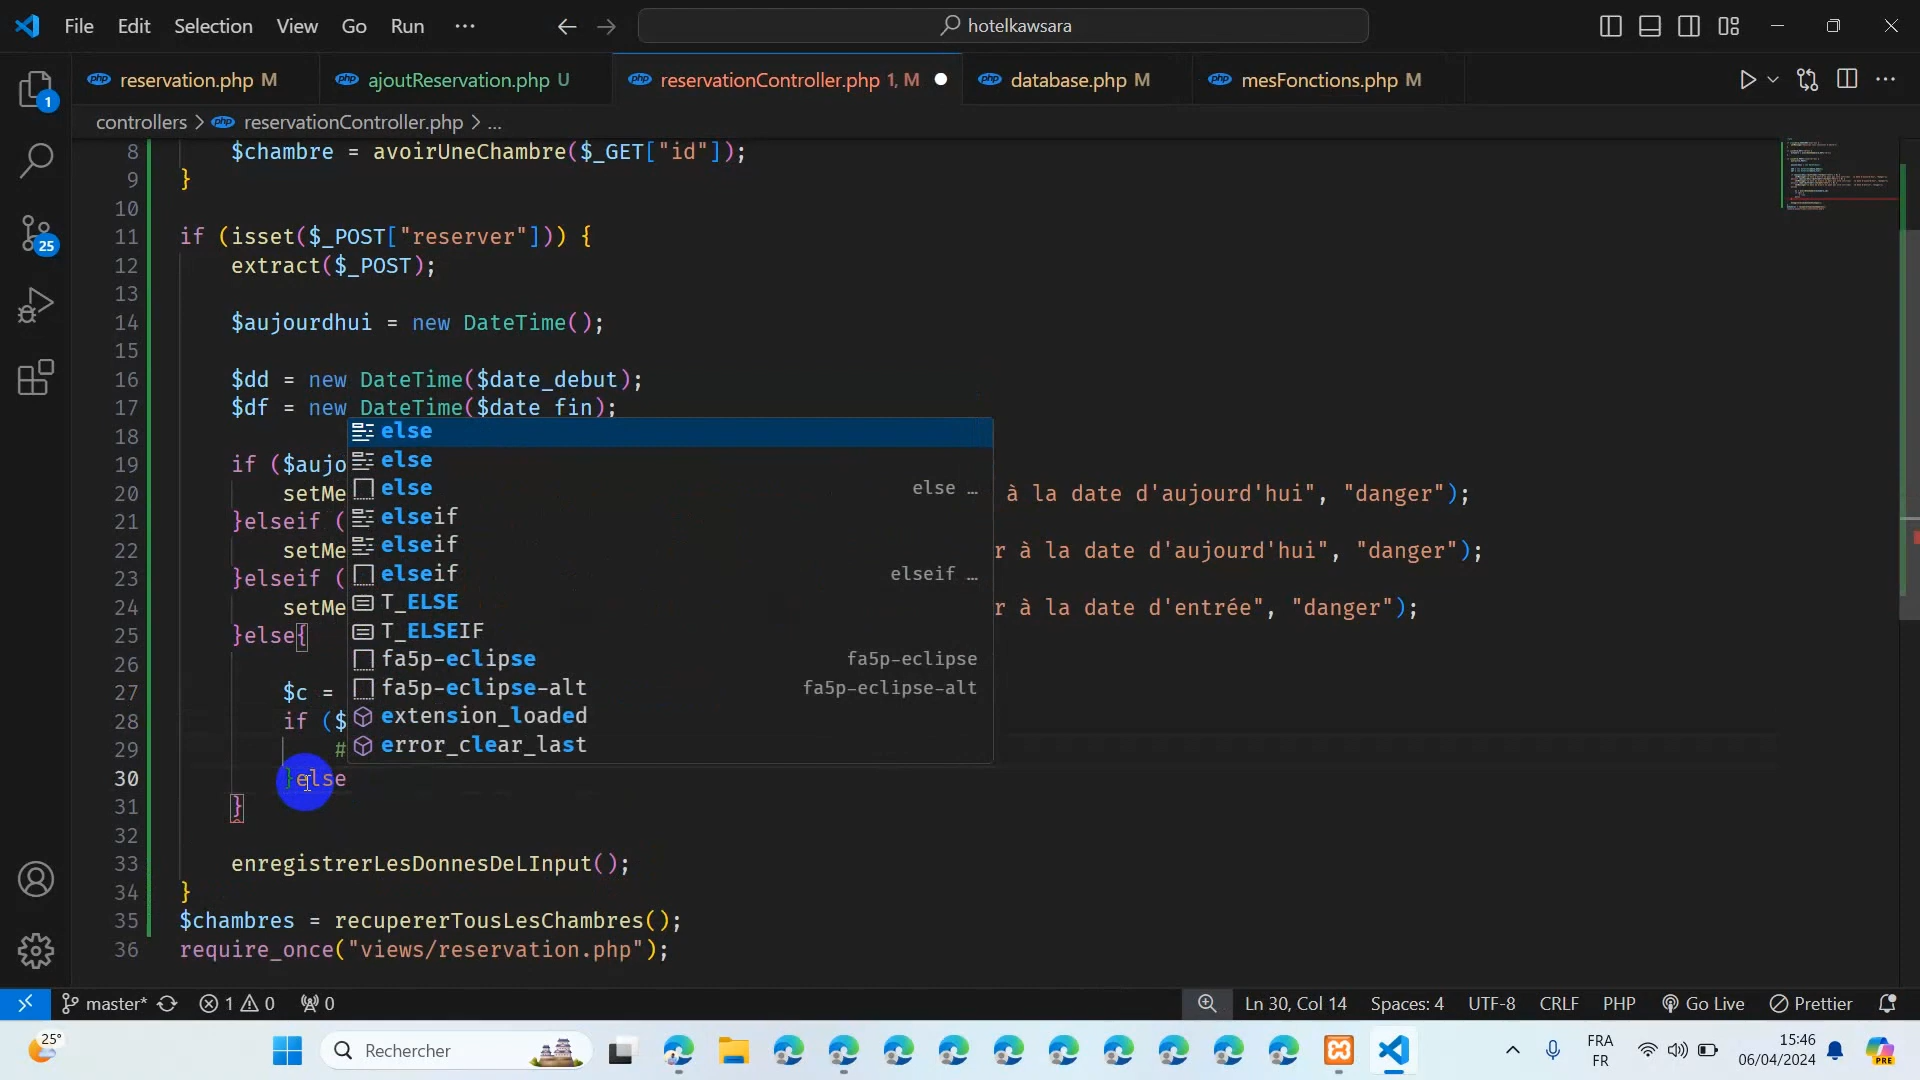 File Edit Selection View Go Run ... hotelkawsara
reservation.php M ajoutReservation.php U reservationController.php 1, M database.php M mesFonctions.php M
controllers > reservationController.php > ...
8 $chambre = avoirUneChambre($_GET["id"]);
9 }
10
11 if (isset($_POST["reserver"])) {
12 extract($_POST);
13
14 $aujourdhui = new DateTime();
15
16 $dd = new DateTime($date_debut);
17 $df = new DateTime($date_fin);
18
19 if ($aujo
20 setMe à la date d'aujourd'hui", "danger");
21 }elseif (
22 setMe r à la date d'aujourd'hui", "danger");
23 }elseif (
24 setMe r à la date d'entrée", "danger");
25 }else{
26
27 $c =
28 if ($
29 #
30 }else
31 }
32
33 enregistrerLesDonnesDeLInput();
34 }
35 $chambres = recupererTousLesChambres();
36 require_once("views/reservation.php");
else
else
else else ...
elseif
elseif
elseif elseif ...
T_ELSE
T_ELSEIF
fa5p-eclipse fa5p-eclipse
fa5p-eclipse-alt fa5p-eclipse-alt
extension_loaded
error_clear_last
1
25
master* 1 0 0 Ln 30, Col 14 Spaces: 4 UTF-8 CRLF PHP Go Live Prettier
25° Rechercher FRA 15:46
FR 06/04/2024
PRE